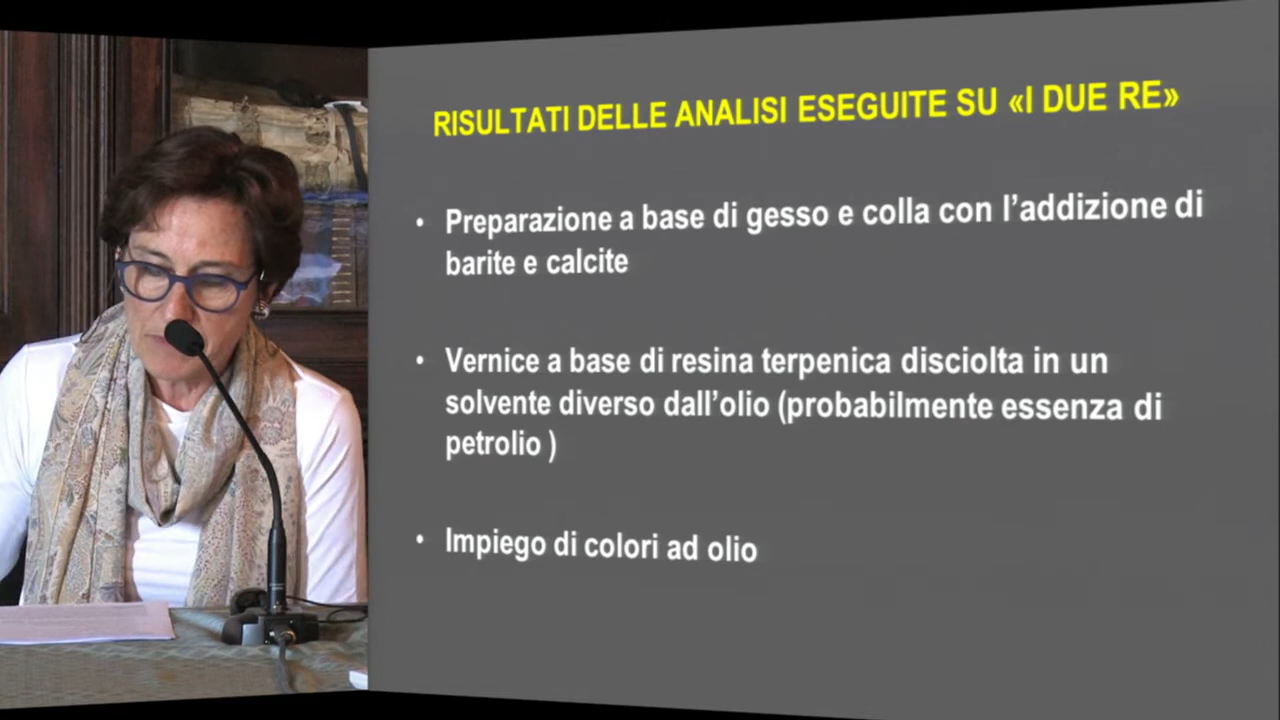 RISULTATI DELLE ANALISI ESEGUITE SU «I DUE RE»
• Preparazione a base di gesso e colla con l’addizione di
barite e calcite
• Vernice a base di resina terpenica disciolta in un
solvente diverso dall’olio (probabilmente essenza di
petrolio )
• Impiego di colori ad olio